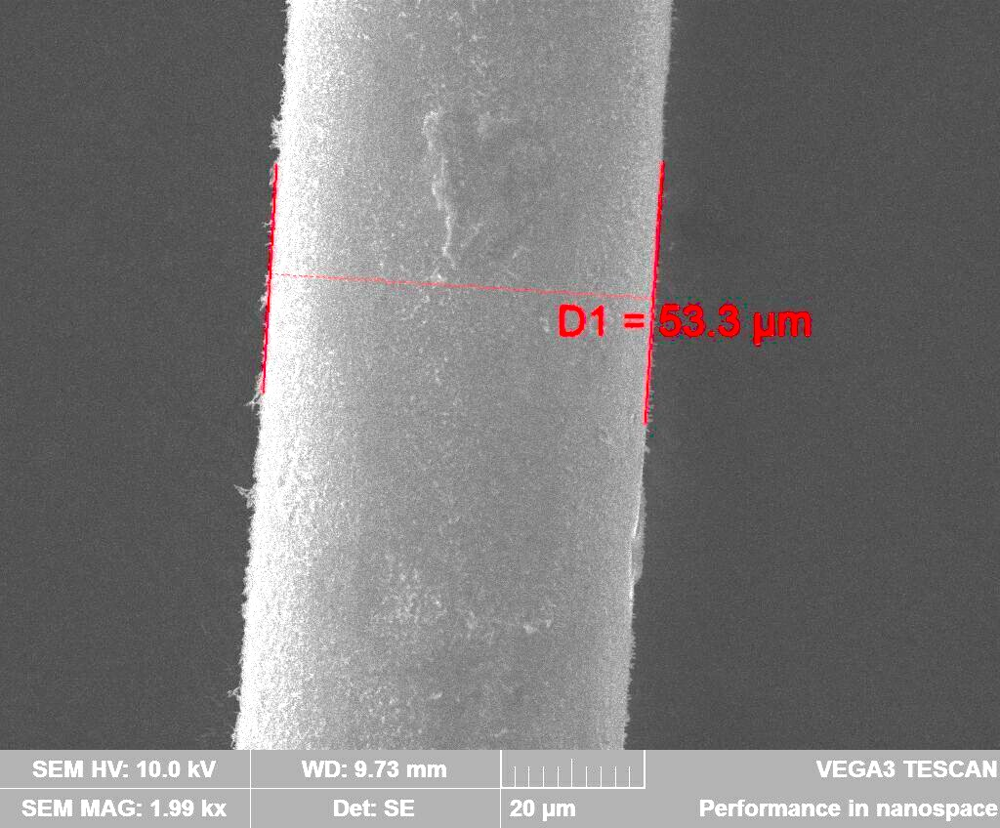 D1 = 53.3 µm
SEM HV: 10.0 kV
WD: 9.73 mm
VEGA3 TESCAN
SEM MAG: 1.99 kx
Det: SE
20 µm
Performance in nanospace